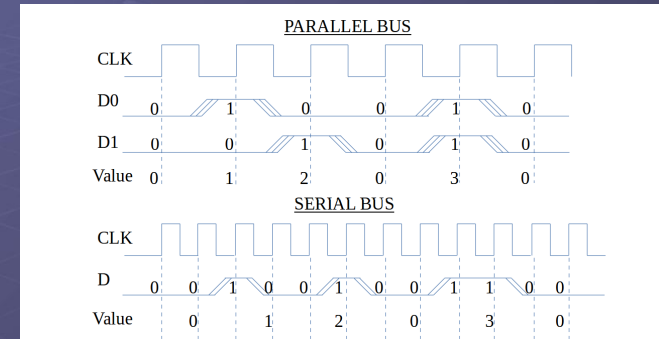 PARALLEL BUS
CLK
D0 0 1 0 0 1 0
D1 0 0 1 0 1 0
Value 0 1 2 0 3 0
SERIAL BUS
CLK
D 0 0 1 0 0 1 0 0 1 1 0 0
Value 0 1 2 0 3 0